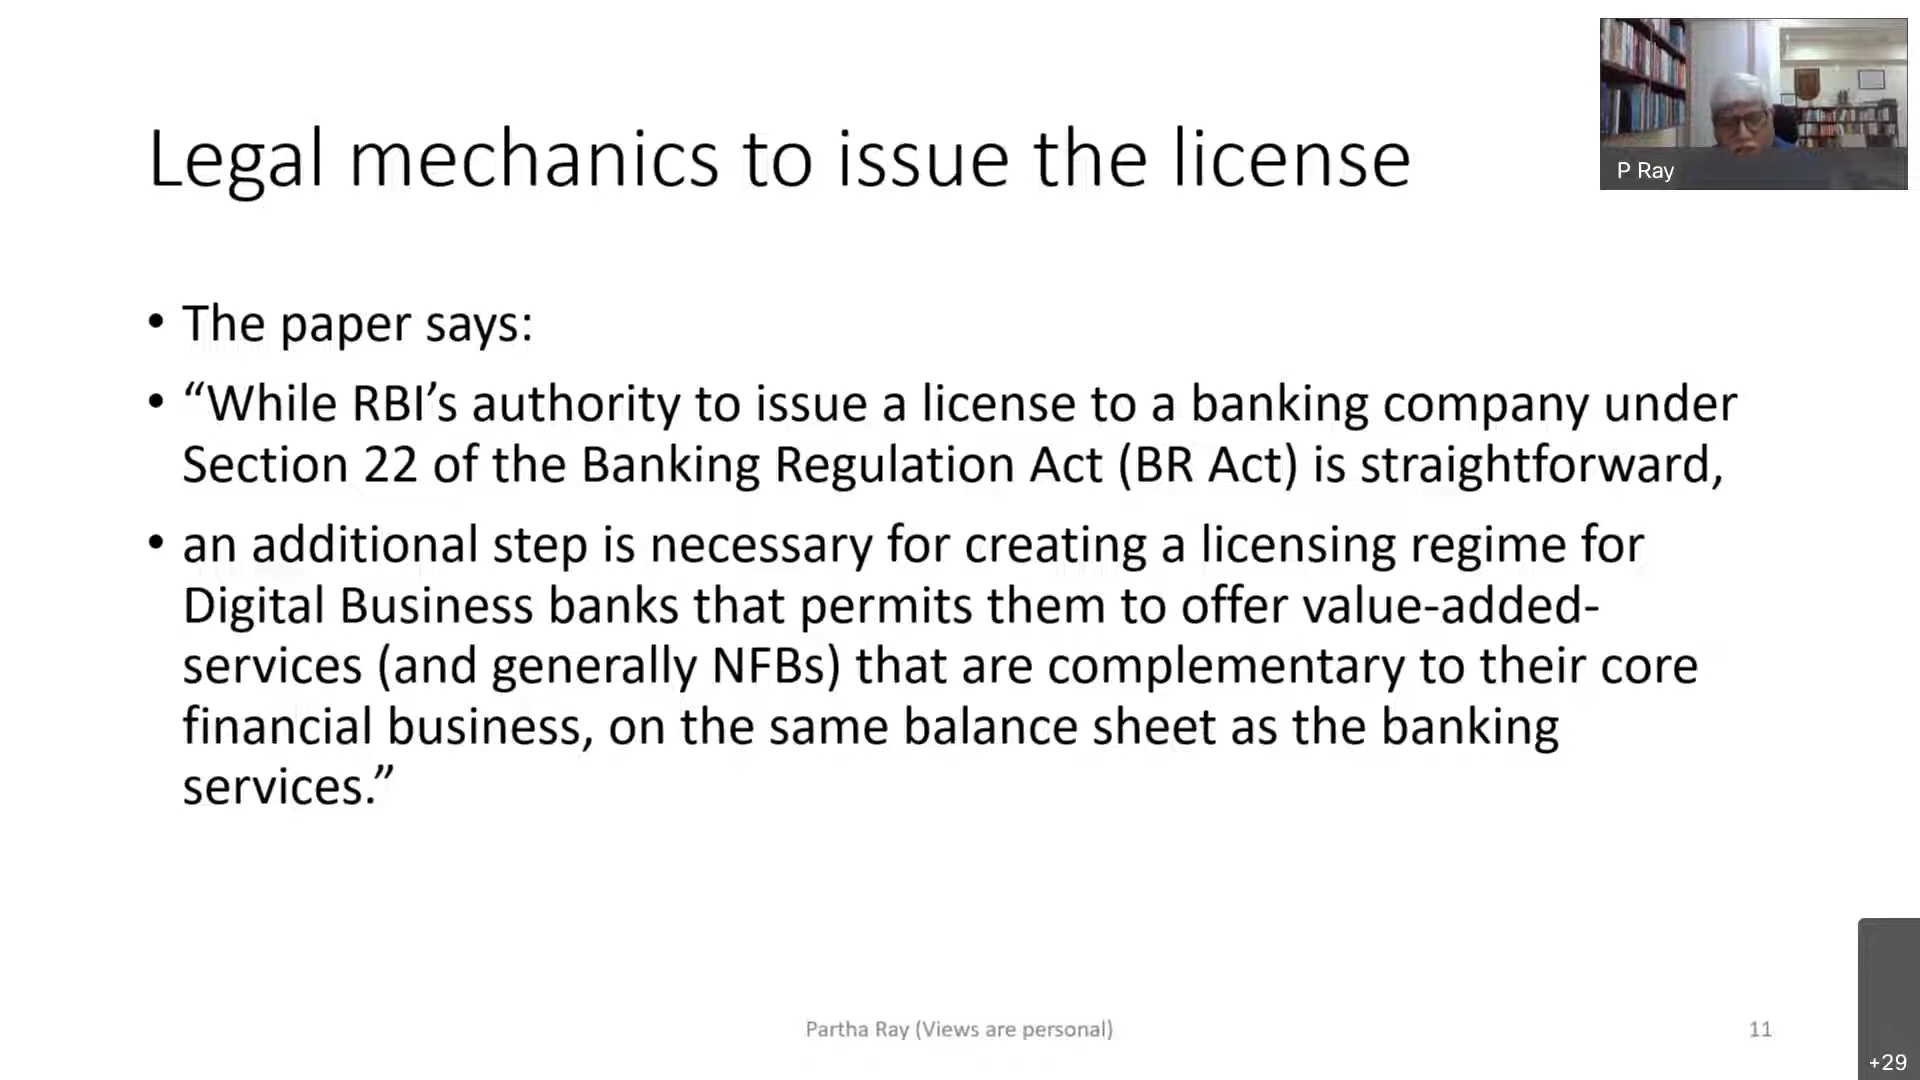 Legal mechanics to issue the license
P Ray
• The paper says:
• “While RBI’s authority to issue a license to a banking company under
Section 22 of the Banking Regulation Act (BR Act) is straightforward,
• an additional step is necessary for creating a licensing regime for
Digital Business banks that permits them to offer value-added-
services (and generally NFBs) that are complementary to their core
financial business, on the same balance sheet as the banking
services.”
Partha Ray (Views are personal)
11
+29